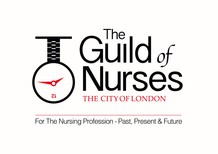 The
Guild of
Nurses
THE CITY OF LONDON
For The Nursing Profession - Past, Present & Future